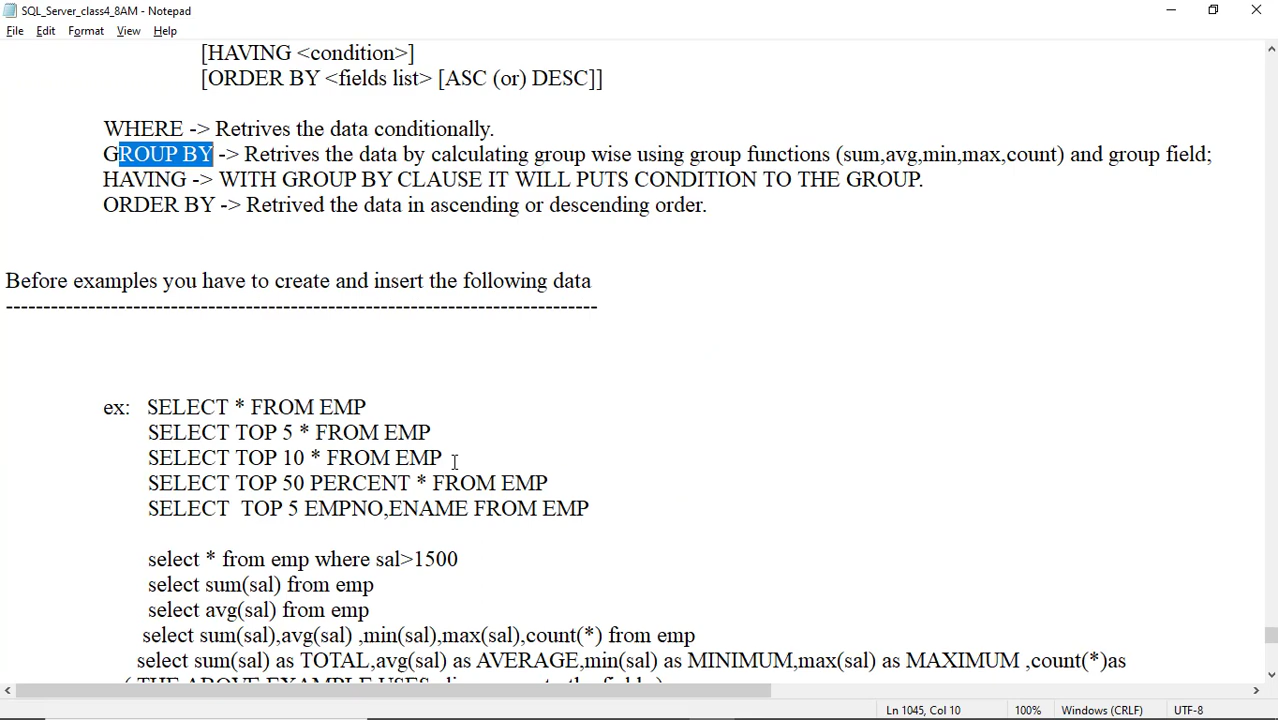 SQL_Server_class4_8AM - Notepad
File Edit Format View Help
[HAVING <condition>]
[ORDER BY <fields list> [ASC (or) DESC]]
WHERE -> Retrives the data conditionally.
GROUP BY -> Retrives the data by calculating group wise using group functions (sum,avg,min,max,count) and group field;
HAVING -> WITH GROUP BY CLAUSE IT WILL PUTS CONDITION TO THE GROUP.
ORDER BY -> Retrived the data in ascending or descending order.
Before examples you have to create and insert the following data
-------------------------------------------------------------------------------
ex: SELECT * FROM EMP
SELECT TOP 5 * FROM EMP
SELECT TOP 10 * FROM EMP
SELECT TOP 50 PERCENT * FROM EMP
SELECT  TOP 5 EMPNO,ENAME FROM EMP
select * from emp where sal>1500
select sum(sal) from emp
select avg(sal) from emp
select sum(sal),avg(sal) ,min(sal),max(sal),count(*) from emp
select sum(sal) as TOTAL,avg(sal) as AVERAGE,min(sal) as MINIMUM,max(sal) as MAXIMUM ,count(*)as
( THE ABOVE EXAMPLE USES
Ln 1045, Col 10 100% Windows (CRLF) UTF-8